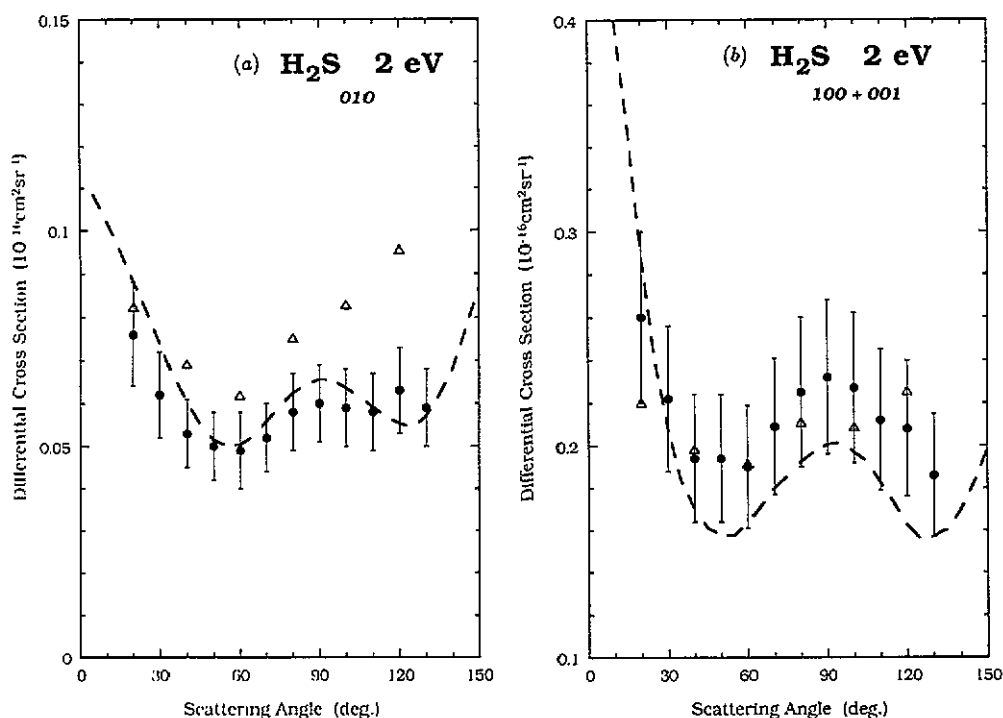 (a) H₂S 2 eV
010
0.15
0.1
0.05
0
0 30 60 90 120 150
Differential Cross Section (10⁻¹⁶cm²sr⁻¹)
Scattering Angle (deg.)
(b) H₂S 2 eV
100 + 001
0.4
0.3
0.2
0.1
0 30 60 90 120 150
Differential Cross Section (10⁻¹⁶cm²sr⁻¹)
Scattering Angle (deg.)